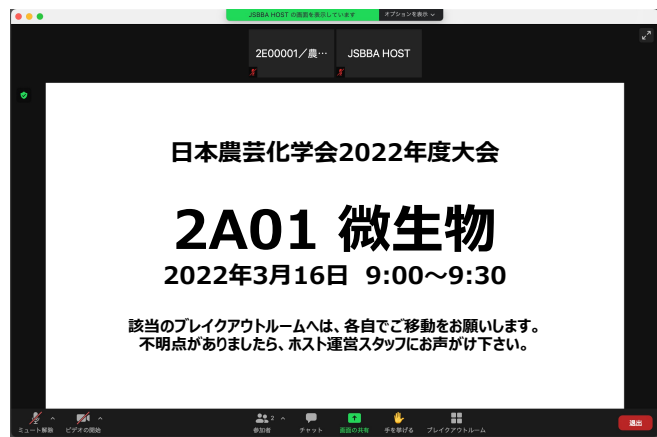 JSBBA HOST の画面を表示しています オプションを表示
2E00001／農… JSBBA HOST
日本農芸化学会2022年度大会
2A01 微生物
2022年3月16日 9:00～9:30
該当のブレイクアウトルームへは、各自でご移動をお願いします。
不明点がありましたら、ホスト運営スタッフにお声がけ下さい。
2
ミュート解除 ビデオの開始 参加者 チャット 画面の共有 手を挙げる ブレイクアウトルーム 退出